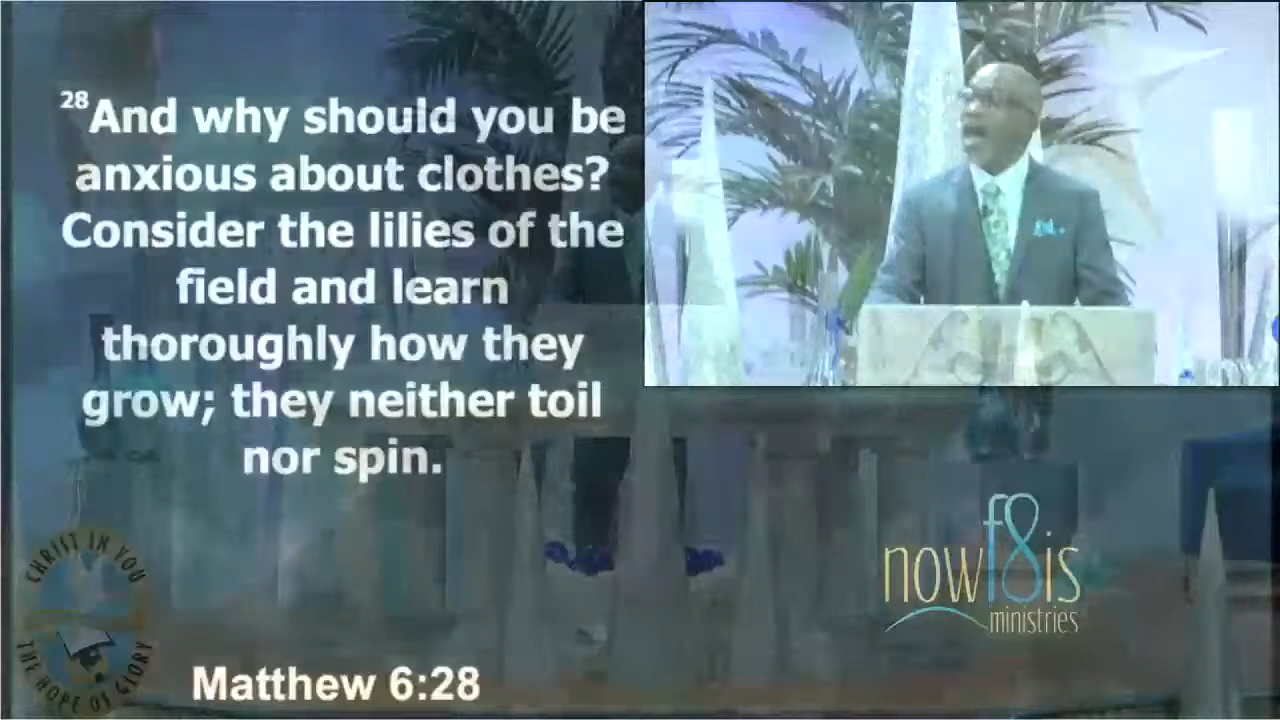 ²⁸And why should you be
anxious about clothes?
Consider the lilies of the
field and learn
thoroughly how they
grow; they neither toil
nor spin.
Matthew 6:28
nowf8is
ministries
CHRIST IN YOU
THE HOPE OF GLORY